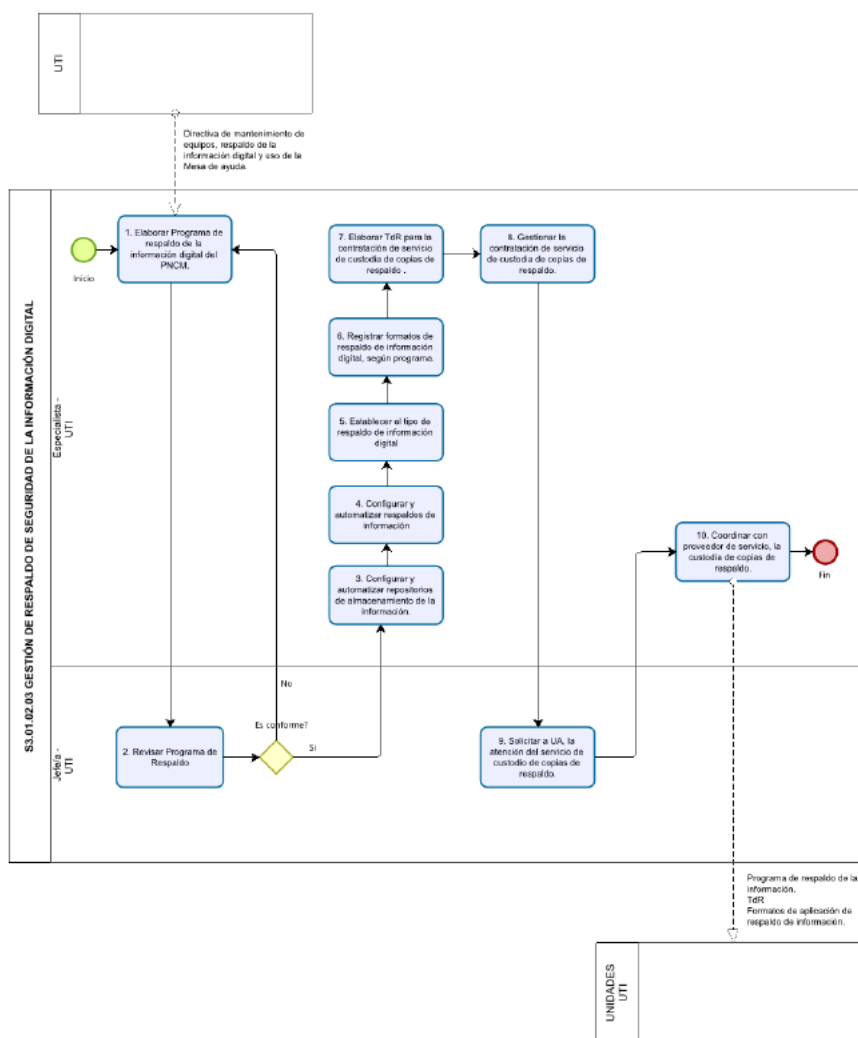 UTI
Directiva de mantenimiento de
equipos, respaldo de la
información digital y uso de la
Mesa de ayuda.
S3.01.02.03 GESTIÓN DE RESPALDO DE SEGURIDAD DE LA INFORMACIÓN DIGITAL
Especialista -
UTI
Inicio
1. Elaborar Programa de
respaldo de la
información digital del
PNCM.
7. Elaborar TdR para la
contratación de servicio
de custodia de copias de
respaldo .
8. Gestionar la
contratación de servicio
de custodia de copias de
respaldo.
6. Registrar formatos de
respaldo de información
digital, según programa.
5. Establecer el tipo de
respaldo de información
digital
4. Configurar y
automatizar respaldos de
información
3. Configurar y
automatizar repositorios
de almacenamiento de la
información.
10. Coordinar con
proveedor de servicio, la
custodia de copias de
respaldo.
Fin
Jefe/a -
UTI
2. Revisar Programa de
Respaldo
Es conforme?
No
Si
9. Solicitar a UA, la
atención del servicio de
custodio de copias de
respaldo.
Programa de respaldo de la
información.
TdR
Formatos de aplicación de
respaldo de información.
UNIDADES
UTI